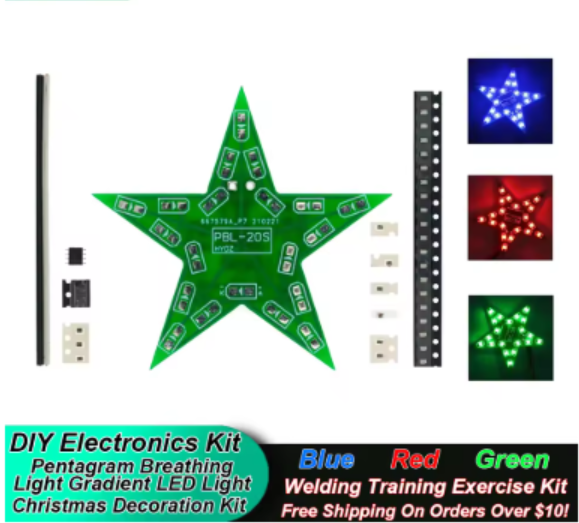 PBL-20S
HYDZ
DIY Electronics Kit
Pentagram Breathing
Light Gradient LED Light
Christmas Decoration Kit
Blue Red Green
Welding Training Exercise Kit
Free Shipping On Orders Over $10!